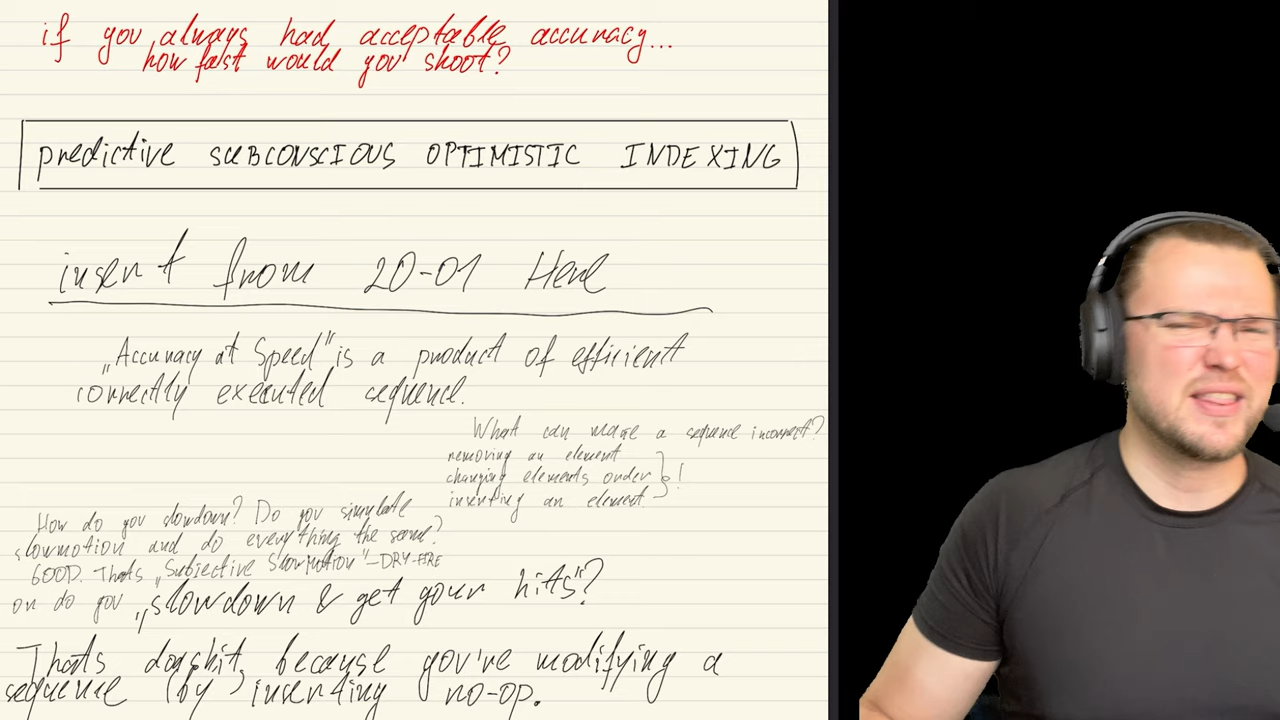 if you always had acceptable accuracy...
how fast would you shoot?
predictive SUBCONSCIOUS OPTIMISTIC INDEXING
insert from 20-01 Here
„Accuracy at Speed" is a product of efficient
correctly executed sequence.
What can make a sequence incorrect?
removing an element
changing elements order
inserting an element
!
How do you slowdown? Do you simulate
slowmotion and do everything the same?
GOOD. Thats „Subjective Slowmotion" - DRY-FIRE
or do you „slowdown & get your hits"?
Thats dogshit, because you've modifying a
sequence (by) inserting no-op.